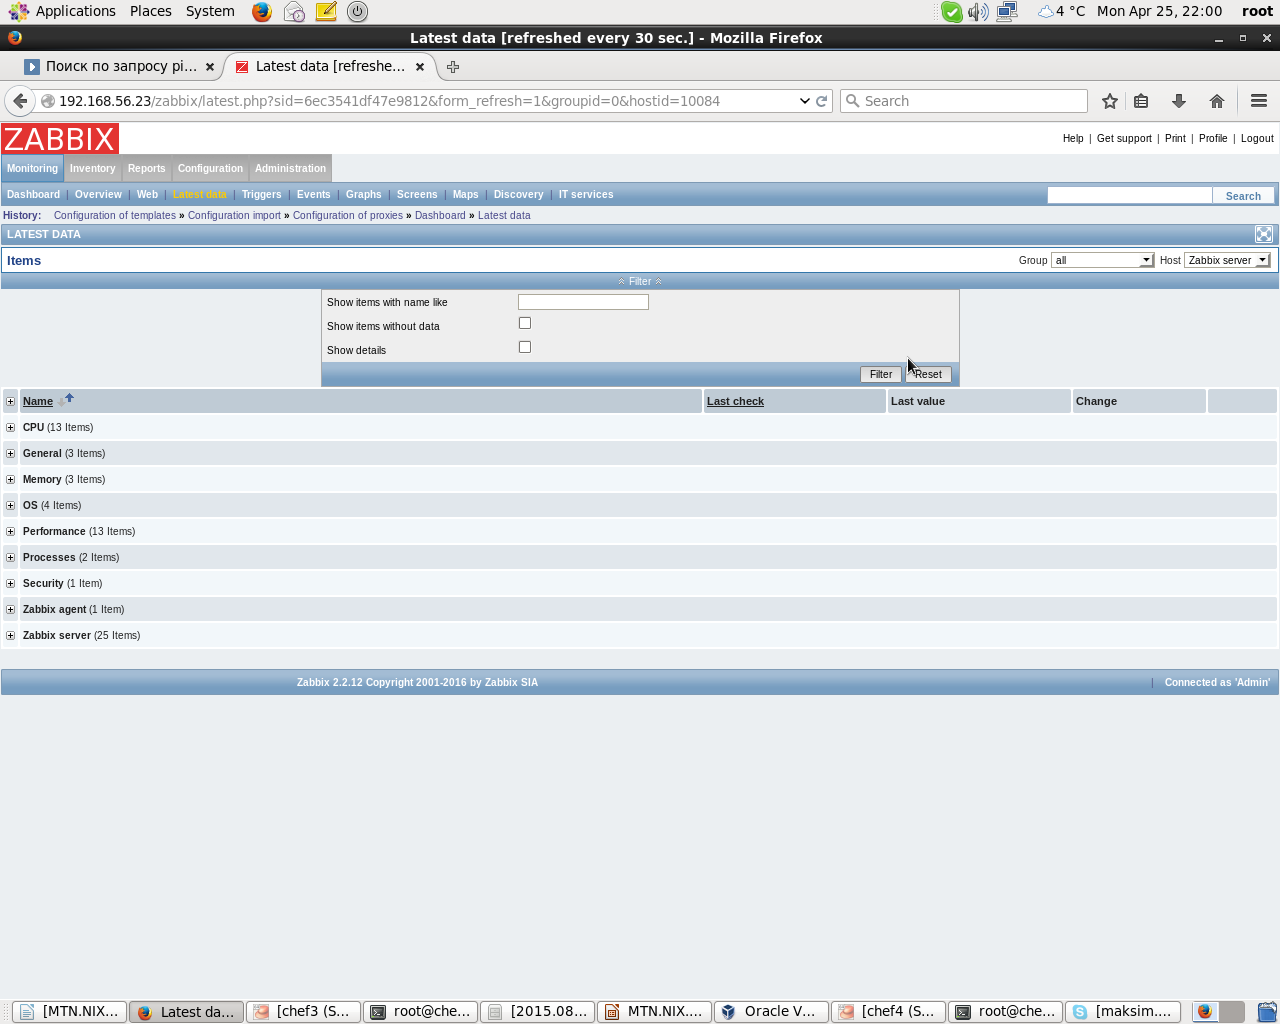 Applications Places System 4 °C Mon Apr 25, 22:00 root
Latest data [refreshed every 30 sec.] - Mozilla Firefox
Поиск по запросу pi... Latest data [refreshe...
192.168.56.23/zabbix/latest.php?sid=6ec3541df47e9812&form_refresh=1&groupid=0&hostid=10084 Search
ZABBIX
Help | Get support | Print | Profile | Logout
Monitoring Inventory Reports Configuration Administration
Dashboard | Overview | Web | Latest data | Triggers | Events | Graphs | Screens | Maps | Discovery | IT services Search
History: Configuration of templates » Configuration import » Configuration of proxies » Dashboard » Latest data
LATEST DATA
Items Group all Host Zabbix server
Filter
Show items with name like
Show items without data
Show details
Filter Reset
Name Last check Last value Change
CPU (13 Items)
General (3 Items)
Memory (3 Items)
OS (4 Items)
Performance (13 Items)
Processes (2 Items)
Security (1 Item)
Zabbix agent (1 Item)
Zabbix server (25 Items)
Zabbix 2.2.12 Copyright 2001-2016 by Zabbix SIA | Connected as 'Admin'
[MTN.NIX... Latest da... [chef3 (S... root@che... [2015.08... MTN.NIX.... Oracle V... [chef4 (S... root@che... [maksim....